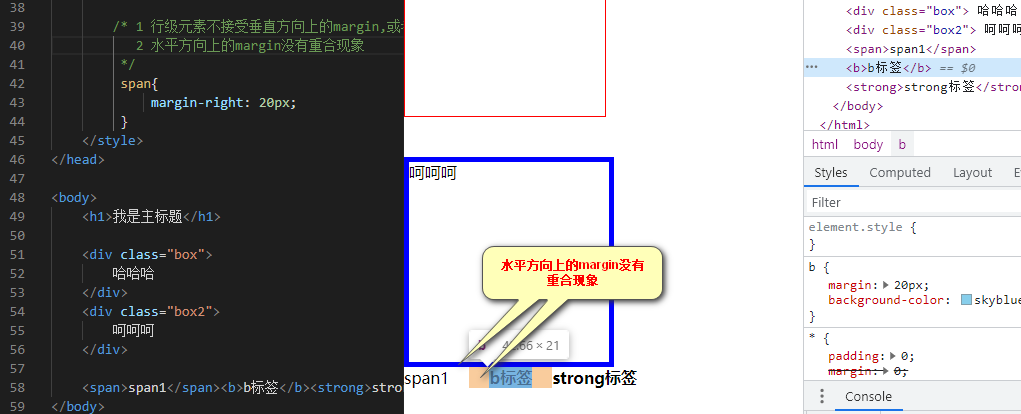 38
39 /* 1 行级元素不接受垂直方向上的margin,或
40 2 水平方向上的margin没有重合现象
41 */
42 span{
43 margin-right: 20px;
44 }
45 </style>
46 </head>
47
48 <body>
49 <h1>我是主标题</h1>
50
51 <div class="box">
52 哈哈哈
53 </div>
54 <div class="box2">
55 呵呵呵
56 </div>
57
58 <span>span1</span><b>b标签</b><strong>stro
59 </body>
呵呵呵
水平方向上的margin没有
重合现象
b 66 × 21
span1 b标签 strong标签
<div class="box"> 哈哈哈
<div class="box2"> 呵呵呵
<span>span1</span>
... <b>b标签</b> == $0
<strong>strong标签</stron
</body>
</html>
html body b
Styles Computed Layout E
Filter
element.style {
}
b {
margin: 20px;
background-color: skyblue
}
* {
padding: 0;
margin: 0;
Console